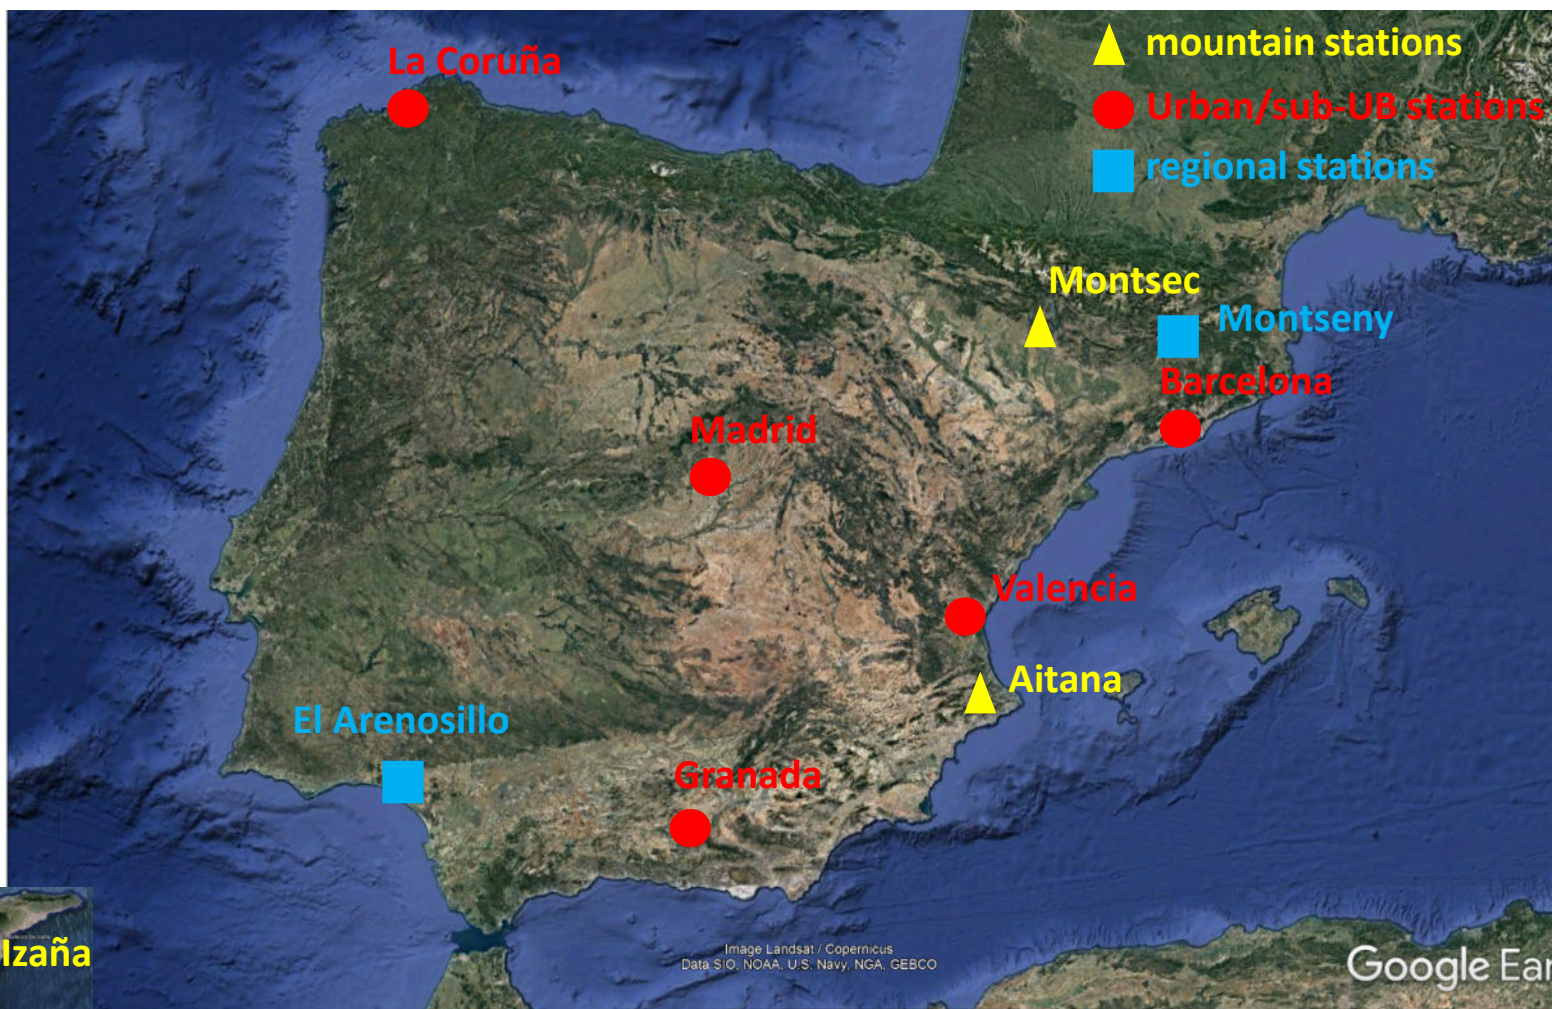 La Coruña
mountain stations
Urban/sub-UB stations
regional stations
Montsec
Montseny
Barcelona
Madrid
Valencia
Aitana
El Arenosillo
Granada
Izaña
Image Landsat / Copernicus
Data SIO, NOAA, U.S. Navy, NGA, GEBCO
Google Ear